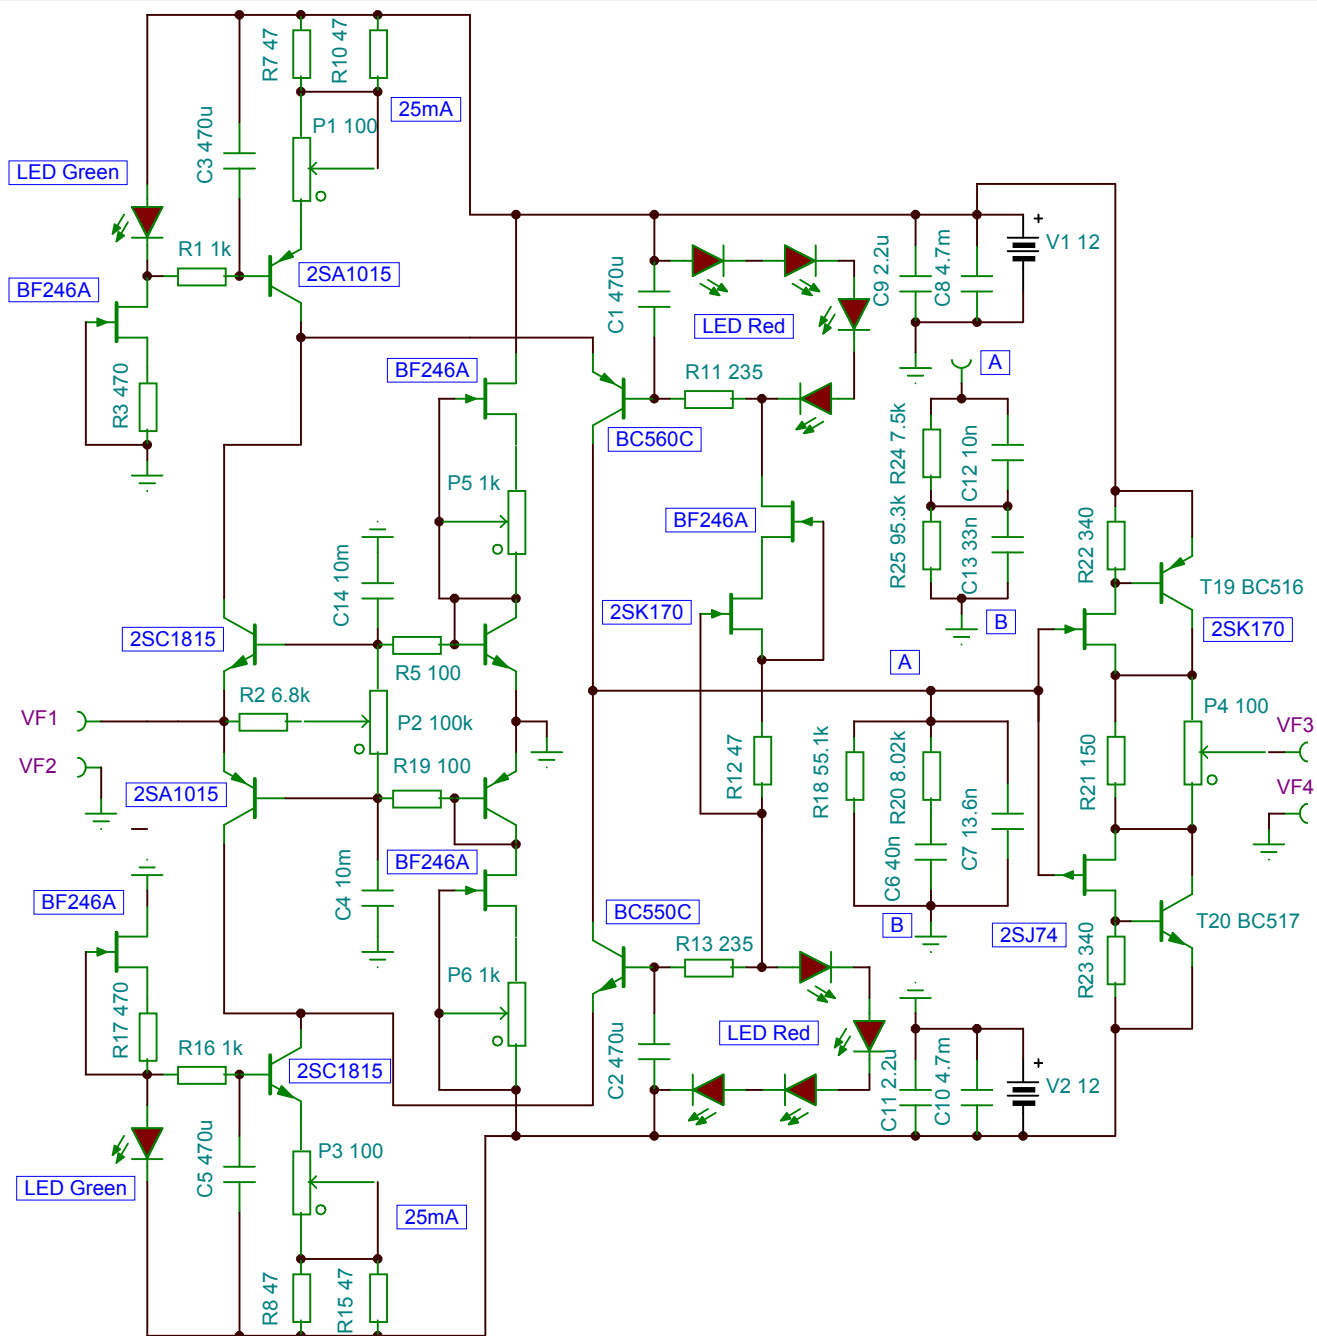 R7 47
R10 47
25mA
P1 100
C3 470u
LED Green
R1 1k
2SA1015
BF246A
R3 470
V1 12
C9 2.2u
C8 4.7m
C1 470u
LED Red
BF246A
R11 235
A
BC560C
R24 7.5k
C12 10n
P5 1k
BF246A
R25 95.3k
C13 33n
R22 340
C14 10m
T19 BC516
2SK170
2SC1815
B
2SK170
R5 100
A
R2 6.8k
VF1
P2 100k
P4 100
VF3
VF2
R19 100
R12 47
R18 55.1k
R20 8.02k
R21 150
VF4
2SA1015
C7 13.6n
C6 40n
BF246A
BF246A
C4 10m
BC550C
B
T20 BC517
2SJ74
R13 235
R23 340
P6 1k
R17 470
R16 1k
2SC1815
LED Red
C2 470u
C11 2.2u
C10 4.7m
V2 12
P3 100
C5 470u
LED Green
25mA
R8 47
R15 47